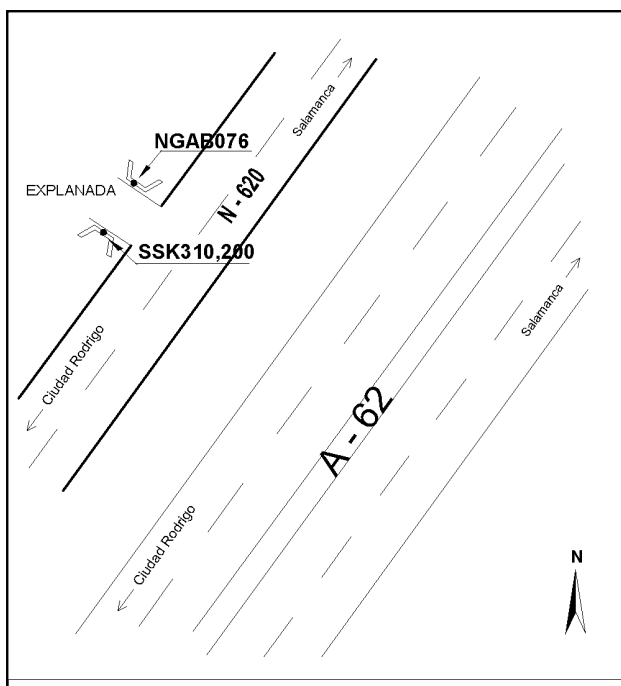 Salamanca
NGAB076
EXPLANADA
N - 620
SSK310,200
Salamanca
Ciudad Rodrigo
A - 62
Ciudad Rodrigo
N